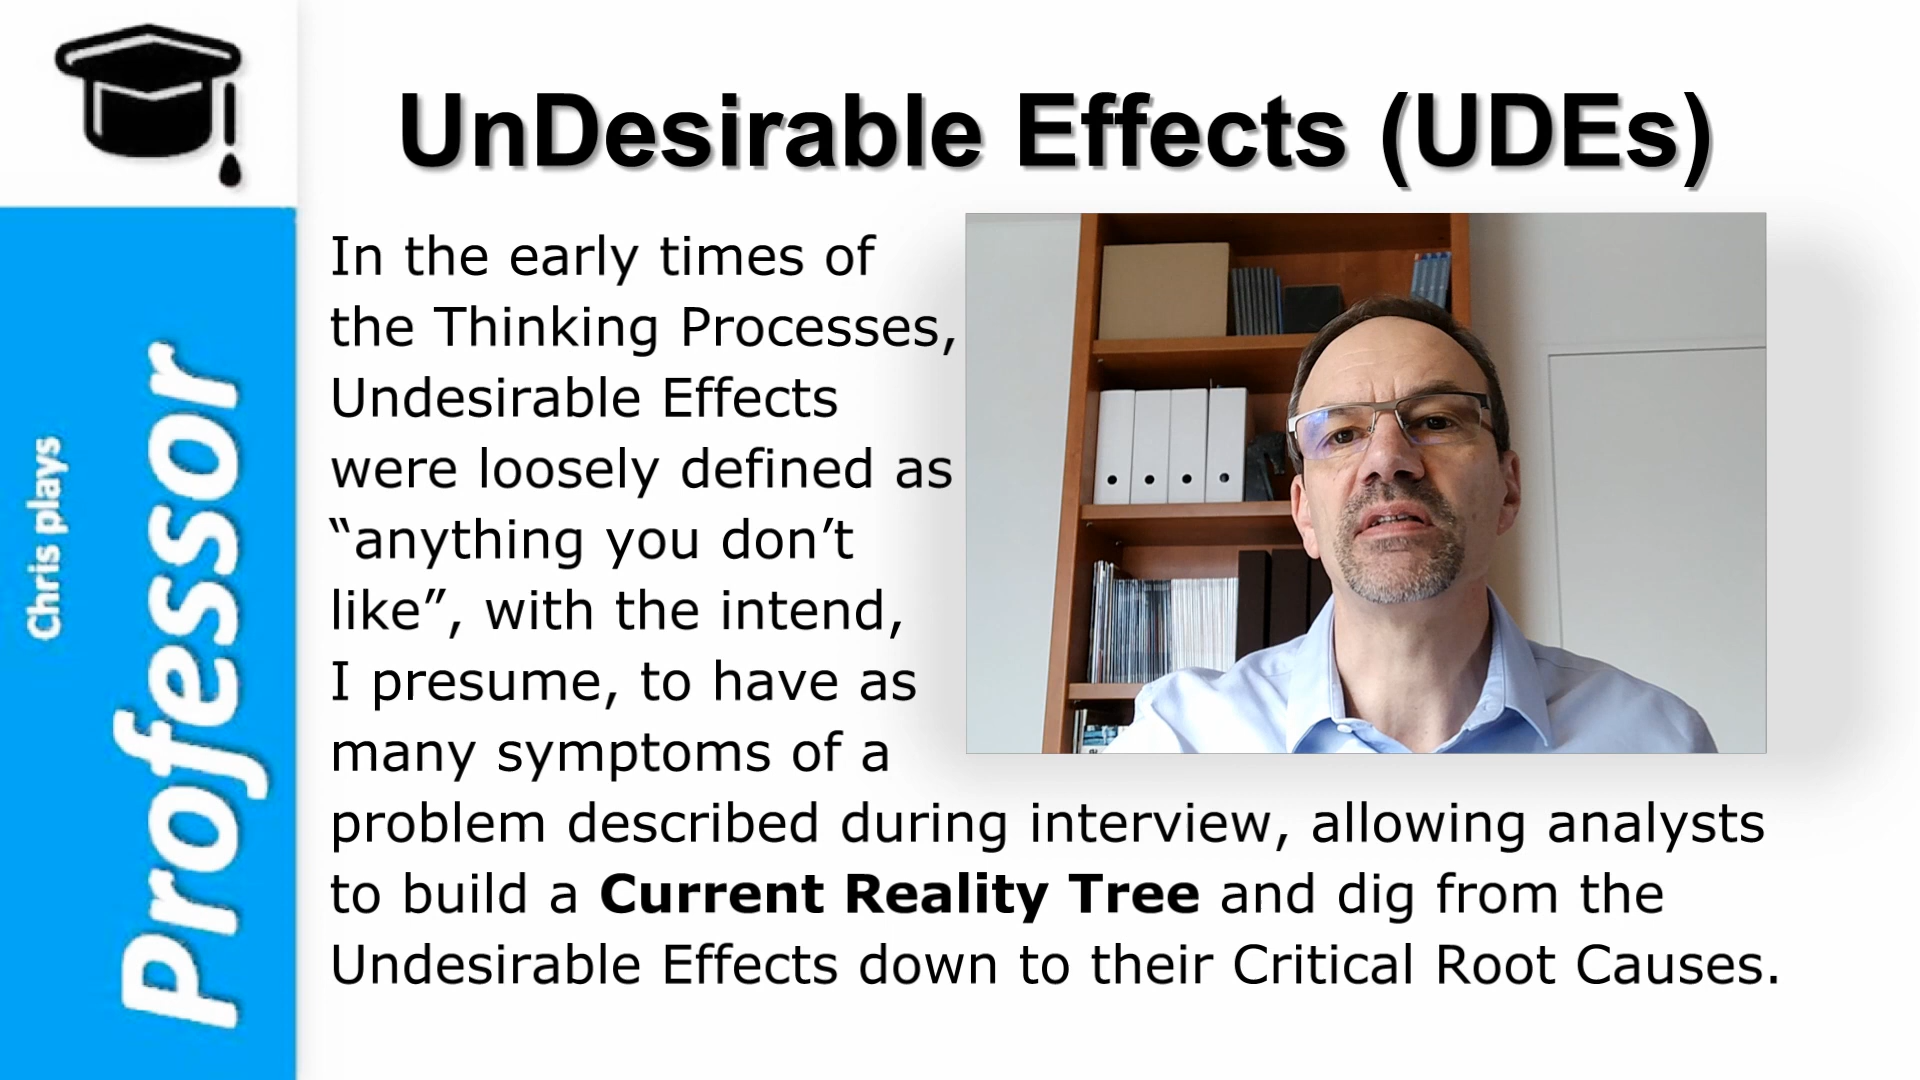 UnDesirable Effects (UDEs)
In the early times of
the Thinking Processes,
Undesirable Effects
were loosely defined as
“anything you don’t
like”, with the intend,
I presume, to have as
many symptoms of a
problem described during interview, allowing analysts
to build a Current Reality Tree and dig from the
Undesirable Effects down to their Critical Root Causes.
Chris plays
Professor